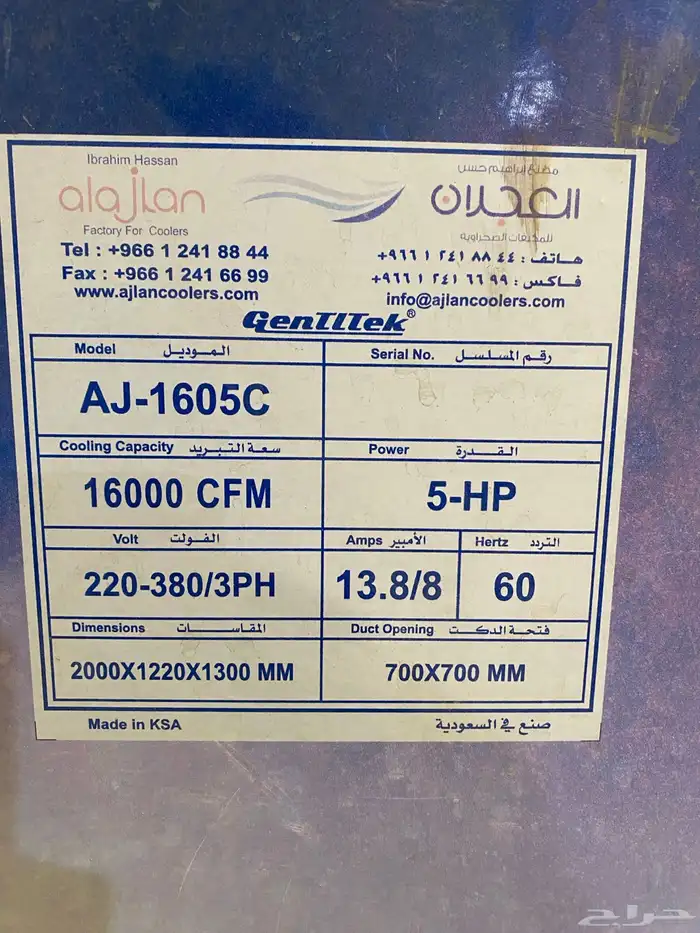 Ibrahim Hassan
alajlan
Factory For Coolers
Tel : +966 1 241 88 44
Fax : +966 1 241 66 99
www.ajlancoolers.com
مصنع إبراهيم حسن
العجلان
للمكيفات الصحراوية
هاتف : ٤٤ ٨٨ ٢٤١ ١ ٩٦٦+
فاكس : ٩٩ ٦٦ ٢٤١ ١ ٩٦٦+
info@ajlancoolers.com
GenTLTek®
Model الموديل Serial No. رقم المسلسل
AJ-1605C
Cooling Capacity سعة التبريد Power القدرة
16000 CFM 5-HP
Volt الفولت Amps الأمبير Hertz التردد
220-380/3PH 13.8/8 60
Dimensions المقاسات Duct Opening فتحة الدكت
2000X1220X1300 MM 700X700 MM
Made in KSA صنع في السعودية
حراج